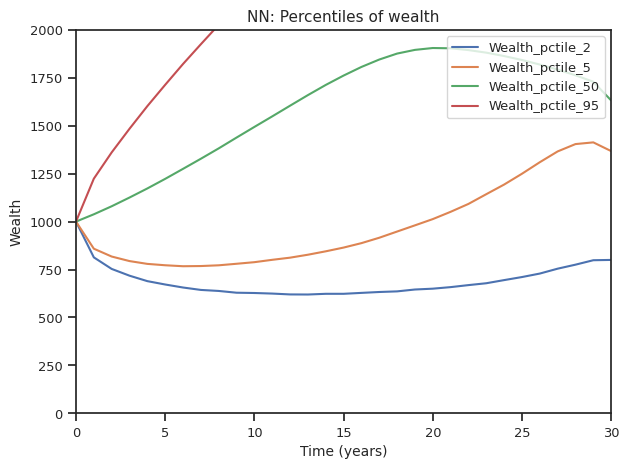 NN: Percentiles of wealth
Wealth_pctile_2
Wealth_pctile_5
Wealth_pctile_50
Wealth_pctile_95
2000
1750
1500
1250
1000
750
500
250
0
Wealth
0 5 10 15 20 25 30
Time (years)